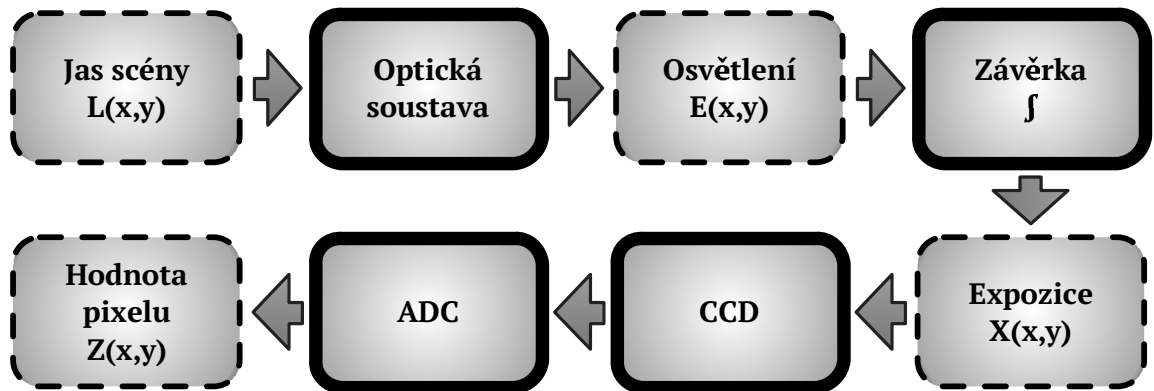 Jas scény
L(x,y)
Optická
soustava
Osvětlení
E(x,y)
Závěrka
∫
Expozice
X(x,y)
CCD
ADC
Hodnota
pixelu
Z(x,y)